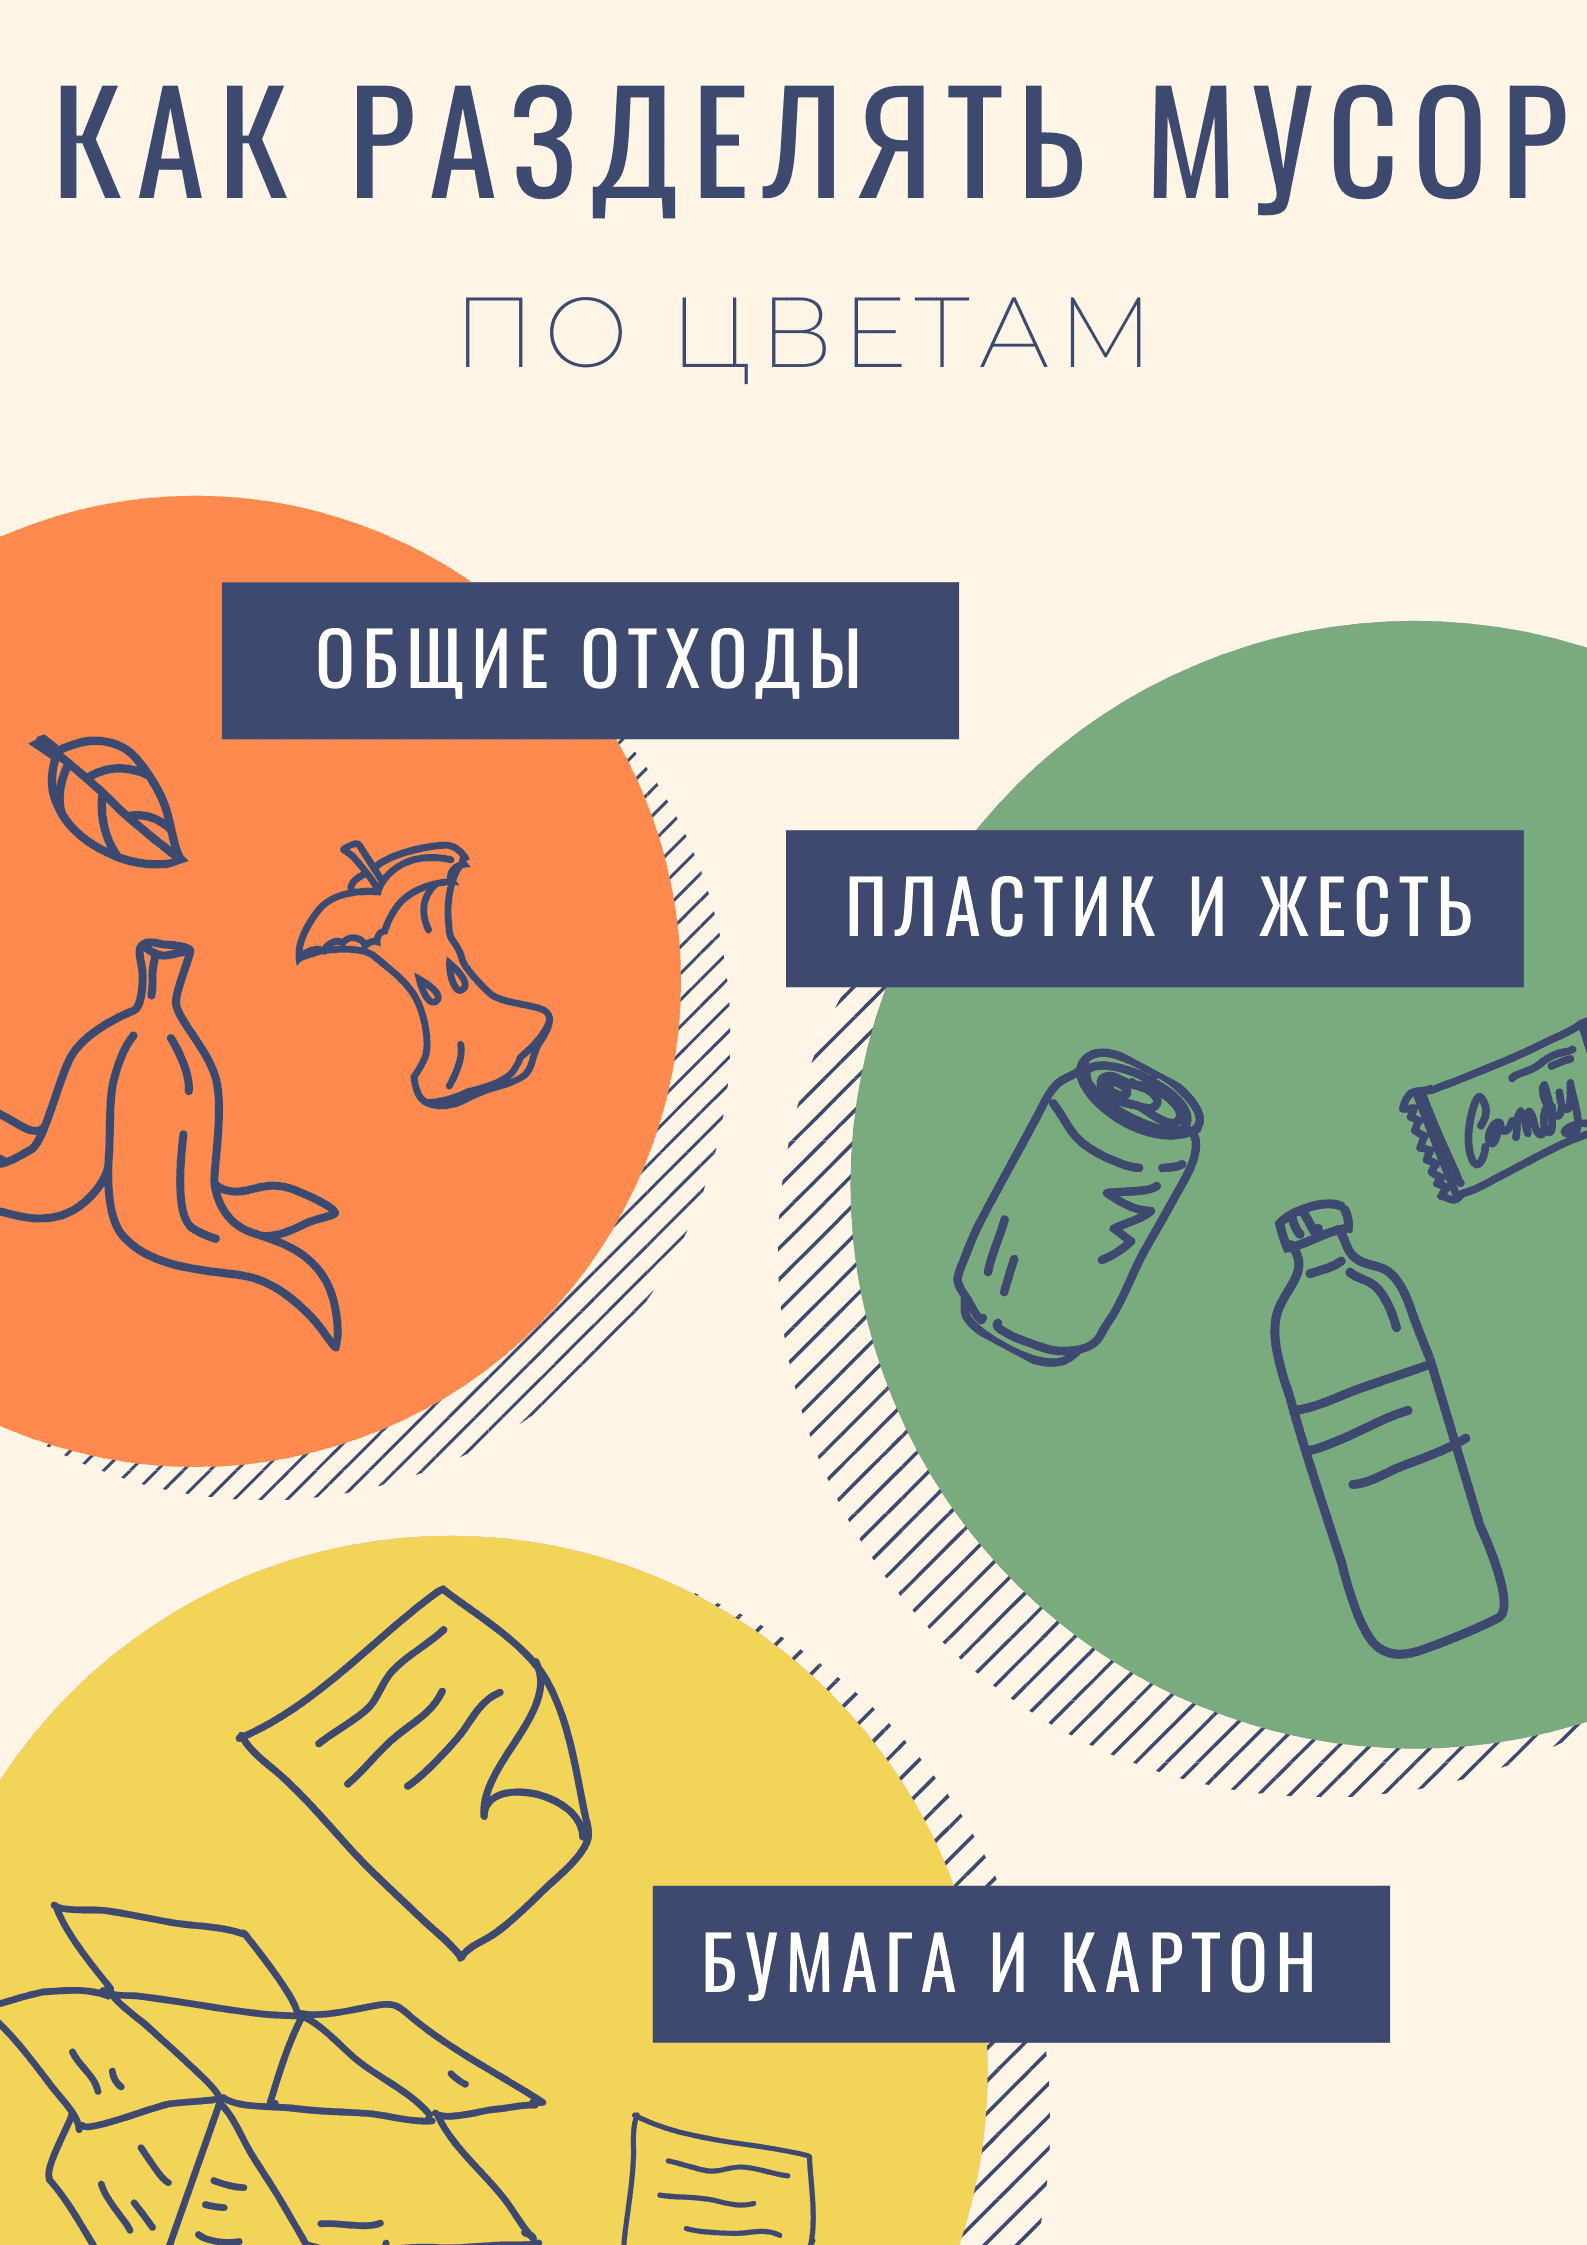 КАК РАЗДЕЛЯТЬ МУСОР
ПО ЦВЕТАМ
ОБЩИЕ ОТХОДЫ
ПЛАСТИК И ЖЕСТЬ
Candy
БУМАГА И КАРТОН